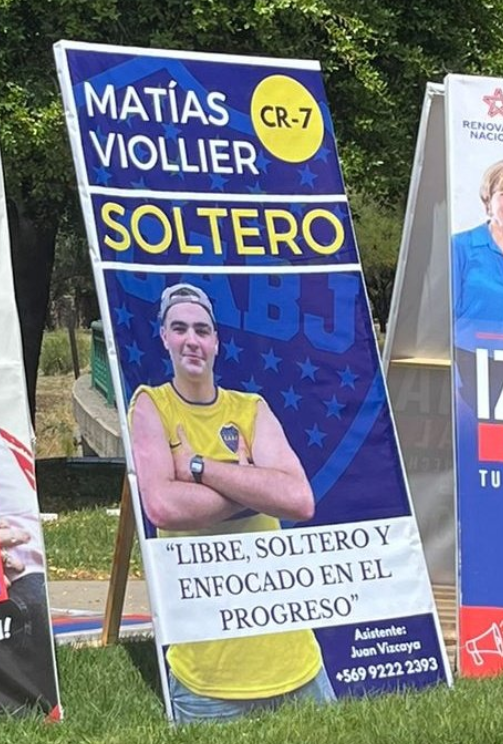 MATÍAS
VIOLLIER
CR-7
SOLTERO
CABJ
"LIBRE, SOLTERO Y
ENFOCADO EN EL
PROGRESO"
Asistente:
Juan Vizcaya
+569 9222 2393
RENOVA
NACIO
IZ
TU